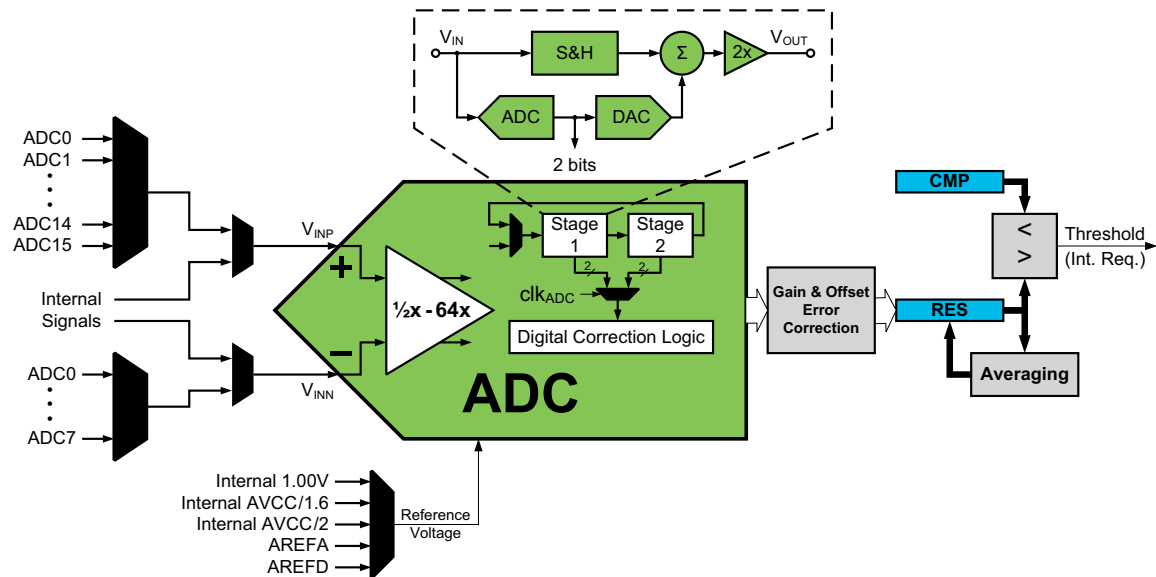 VIN
S&H
Σ
2x
VOUT
ADC
DAC
2 bits
ADC0
ADC1
ADC14
ADC15
Internal
Signals
ADC0
ADC7
VINP
VINN
+
−
½x - 64x
Stage
1
Stage
2
2
2
clkADC
Digital Correction Logic
ADC
Internal 1.00V
Internal AVCC/1.6
Internal AVCC/2
AREFA
AREFD
Reference
Voltage
Gain & Offset
Error
Correction
CMP
<
>
Threshold
(Int. Req.)
RES
Averaging